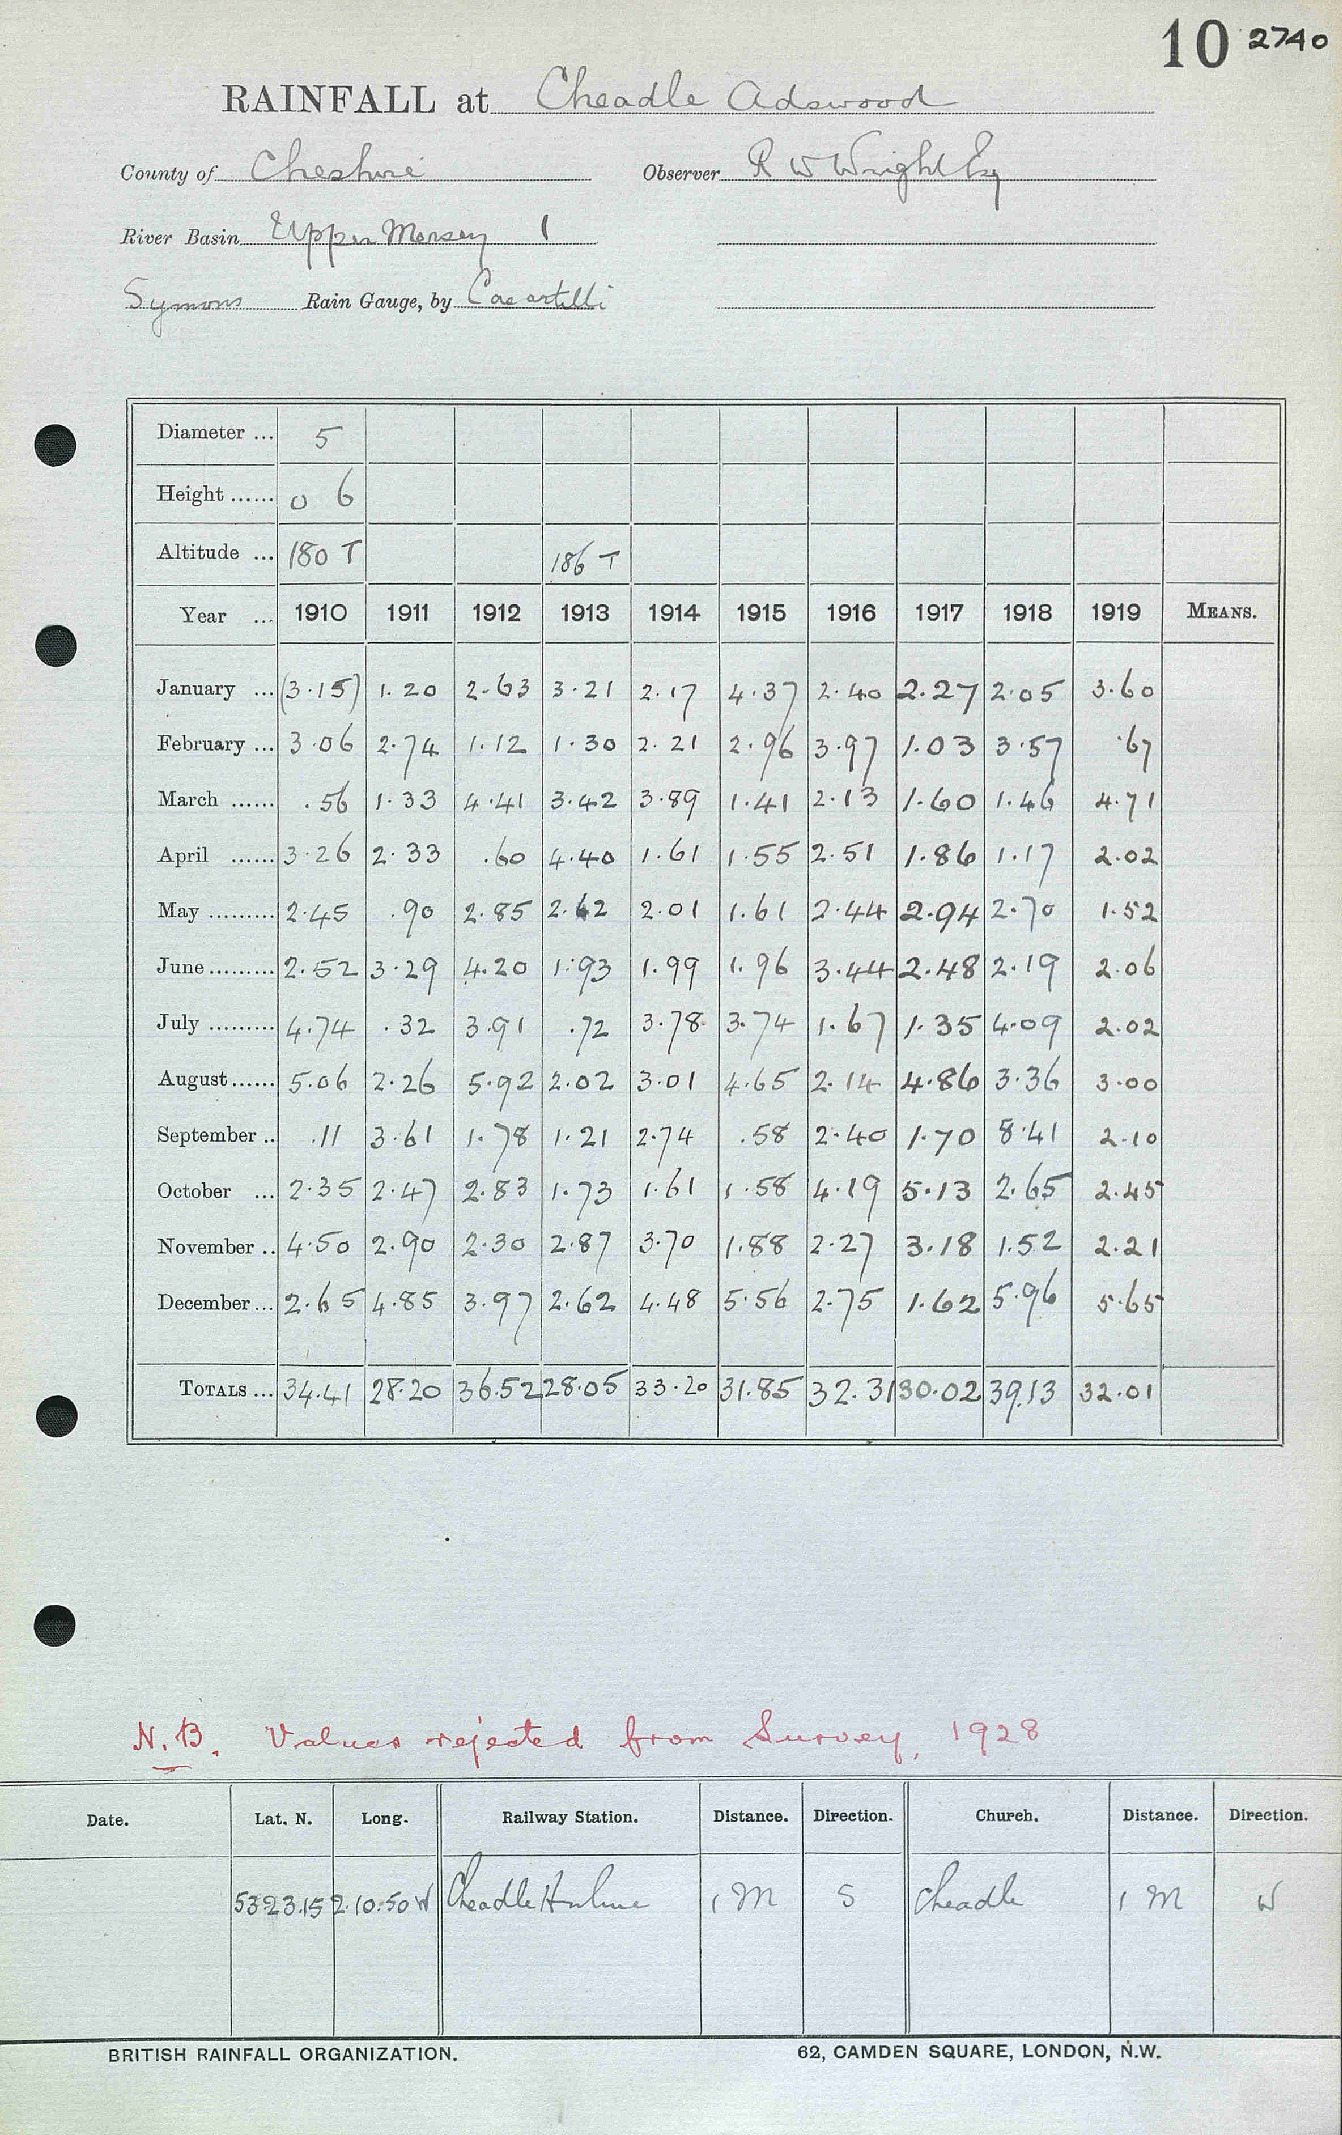 10 2740
RAINFALL at Cheadle Adswood
County of Cheshire Observer R W Wright Esq
River Basin Upper Mersey 1
Symons Rain Gauge, by Casartelli
Diameter ... 5
Height ...... 0 6
Altitude ... 180 T 186 T
Year ... 1910 1911 1912 1913 1914 1915 1916 1917 1918 1919 MEANS.
January ... (3.15) 1.20 2.63 3.21 2.17 4.37 2.40 2.27 2.05 3.60
February ... 3.06 2.74 1.12 1.30 2.21 2.96 3.97 1.03 3.57 .67
March ...... .56 1.33 4.41 3.42 3.89 1.41 2.13 1.60 1.46 4.71
April ...... 3.26 2.33 .60 4.40 1.61 1.55 2.51 1.86 1.17 2.02
May ......... 2.45 .90 2.85 2.62 2.01 1.61 2.44 2.94 2.70 1.52
June ......... 2.52 3.29 4.20 1.93 1.99 1.96 3.44 2.48 2.19 2.06
July ......... 4.74 .32 3.91 .72 3.78 3.74 1.67 1.35 4.09 2.02
August ...... 5.06 2.26 5.92 2.02 3.01 4.65 2.14 4.86 3.36 3.00
September .. .11 3.61 1.78 1.21 2.74 .58 2.40 1.70 8.41 2.10
October ... 2.35 2.47 2.83 1.73 1.61 1.58 4.19 5.13 2.65 2.45
November .. 4.50 2.90 2.30 2.87 3.70 1.88 2.27 3.18 1.52 2.21
December ... 2.65 4.85 3.97 2.62 4.48 5.56 2.75 1.62 5.96 5.65
TOTALS ... 34.41 28.20 36.52 28.05 33.20 31.85 32.31 30.02 39.13 32.01
N.B. Values rejected from Survey, 1928
Date. Lat. N. Long. Railway Station. Distance. Direction. Church. Distance. Direction.
53.23.15 2.10.50 W Cheadle Hulme 1 M S Cheadle 1 M W
BRITISH RAINFALL ORGANIZATION. 62, CAMDEN SQUARE, LONDON, N.W.